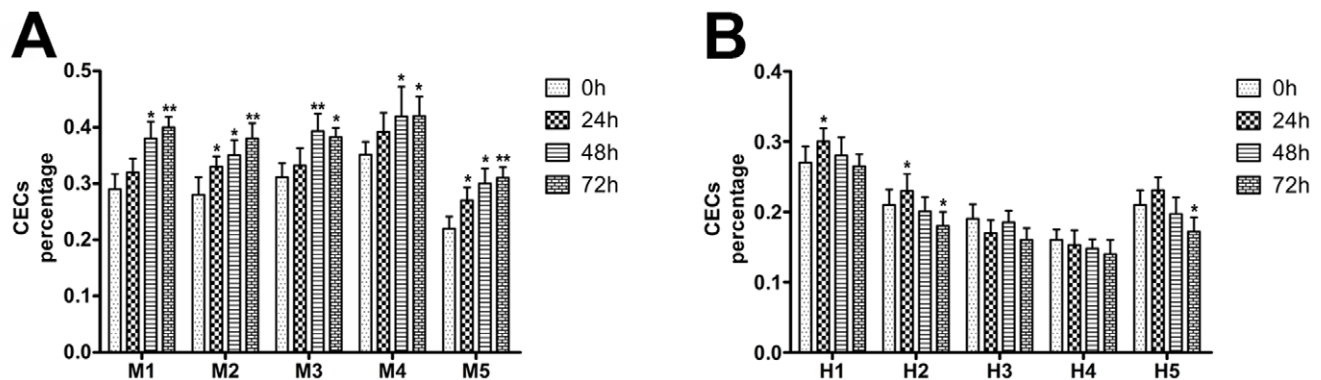 A
0.5
0.4
0.3
0.2
0.1
0.0
CECs
percentage
* **
* * **
** *
* *
* * **
M1 M2 M3 M4 M5
0h
24h
48h
72h
B
0.4
0.3
0.2
0.1
0.0
CECs
percentage
*
* *
*
H1 H2 H3 H4 H5
0h
24h
48h
72h